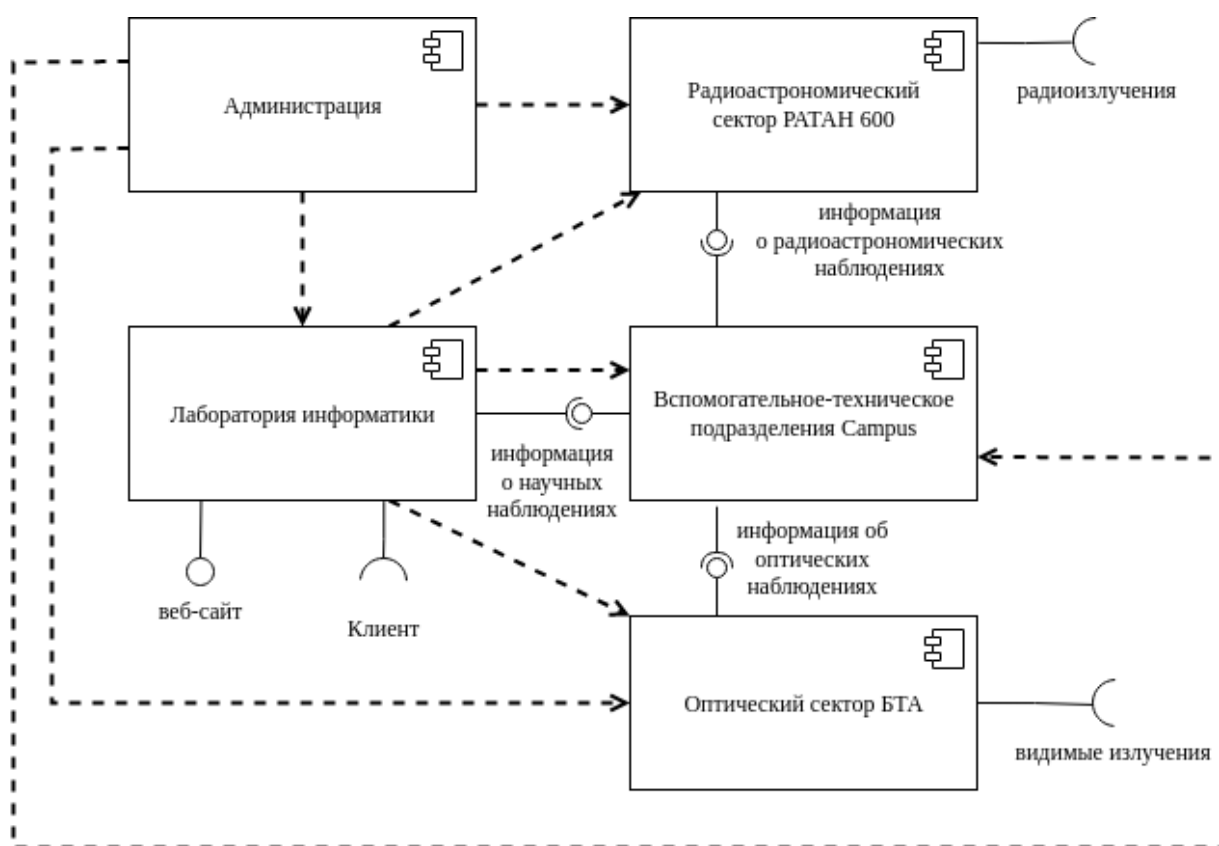 Администрация
Радиоастрономический
сектор РАТАН 600
радиоизлучения
информация
о радиоастрономических
наблюдениях
Лаборатория информатики
Вспомогательное-техническое
подразделения Campus
информация
о научных
наблюдениях
информация об
оптических
наблюдениях
веб-сайт
Клиент
Оптический сектор БТА
видимые излучения